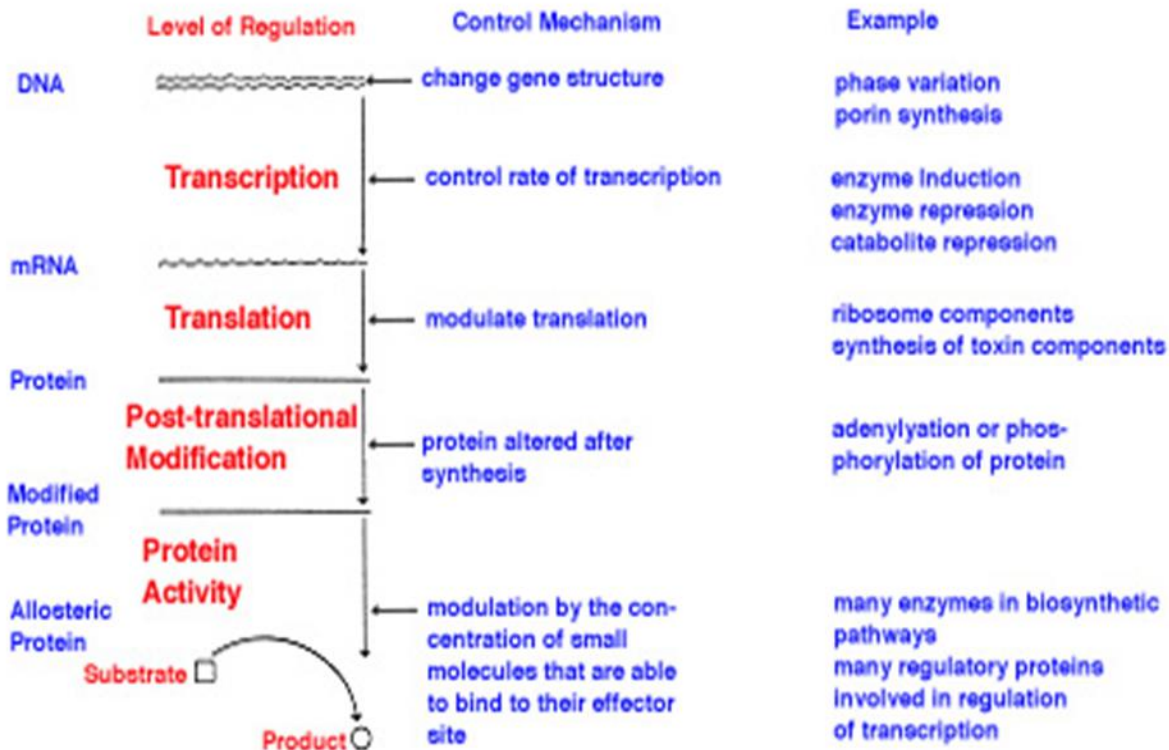 Level of Regulation Control Mechanism Example
DNA change gene structure phase variation
porin synthesis
Transcription control rate of transcription enzyme Induction
enzyme repression
catabolite repression
mRNA
Translation modulate translation ribosome components
synthesis of toxin components
Protein
Post-translational
Modification
protein altered after
synthesis
adenylyation or phos-
phorylation of protein
Modified
Protein
Protein
Activity
Allosteric
Protein
modulation by the con-
centration of small
molecules that are able
to bind to their effector
site
many enzymes in biosynthetic
pathways
many regulatory proteins
involved in regulation
of transcription
Substrate
Product